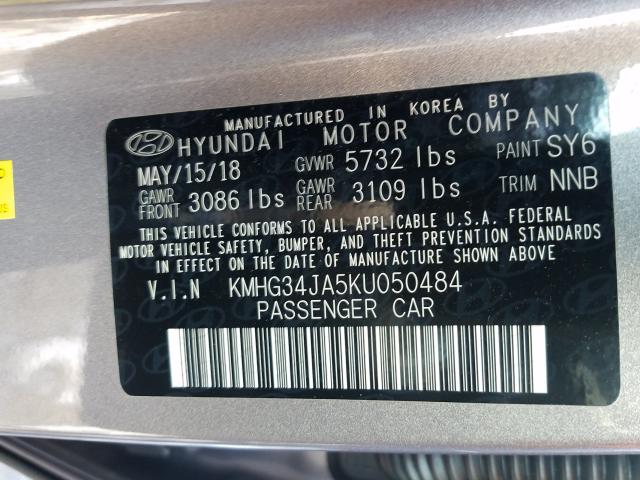 MANUFACTURED IN KOREA BY
HYUNDAI MOTOR COMPANY
MAY/15/18 GVWR 5732 lbs PAINT SY6
GAWR FRONT 3086 lbs GAWR REAR 3109 lbs TRIM NNB
THIS VEHICLE CONFORMS TO ALL APPLICABLE U.S.A. FEDERAL
MOTOR VEHICLE SAFETY, BUMPER, AND THEFT PREVENTION STANDARDS
IN EFFECT ON THE DATE OF MANUFACTURE SHOWN ABOVE
V.I.N KMHG34JA5KU050484
PASSENGER CAR